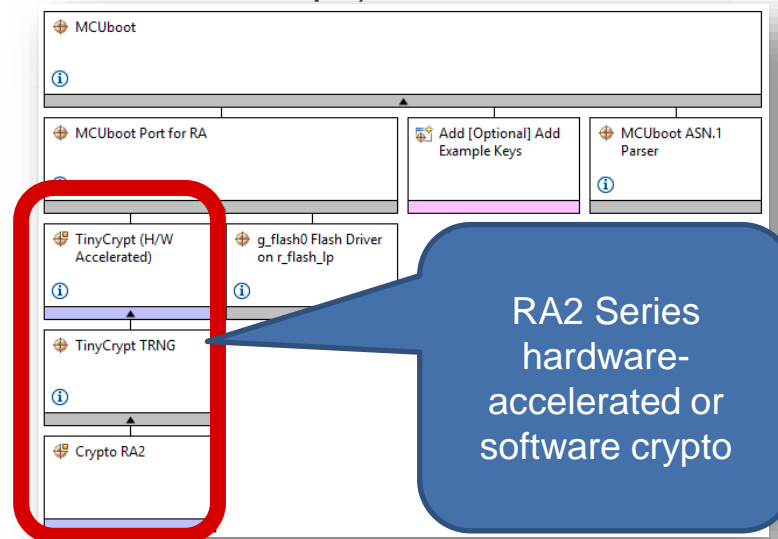 MCUboot
MCUboot Port for RA
Add [Optional] Add
Example Keys
MCUboot ASN.1
Parser
TinyCrypt (H/W
Accelerated)
g_flash0 Flash Driver
on r_flash_lp
TinyCrypt TRNG
Crypto RA2
RA2 Series
hardware-
accelerated or
software crypto